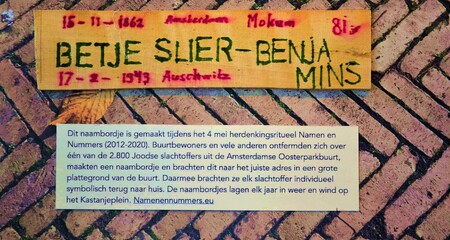 15-11-1862 Amsterdam Mokum 81jr
BETJE SLIER-BENJA
MINS
17-2-1943 Auschwitz
Dit naambordje is gemaakt tijdens het 4 mei herdenkingsritueel Namen en
Nummers (2012-2020). Buurtbewoners en vele anderen ontfermden zich over
één van de 2.800 Joodse slachtoffers uit de Amsterdamse Oosterparkbuurt,
maakten een naambordje en brachten dit naar het juiste adres in een grote
plattegrond van de buurt. Daarmee brachten ze elk slachtoffer individueel
symbolisch terug naar huis. De naambordjes lagen elk jaar in weer en wind op
het Kastanjeplein. Namenennummers.eu